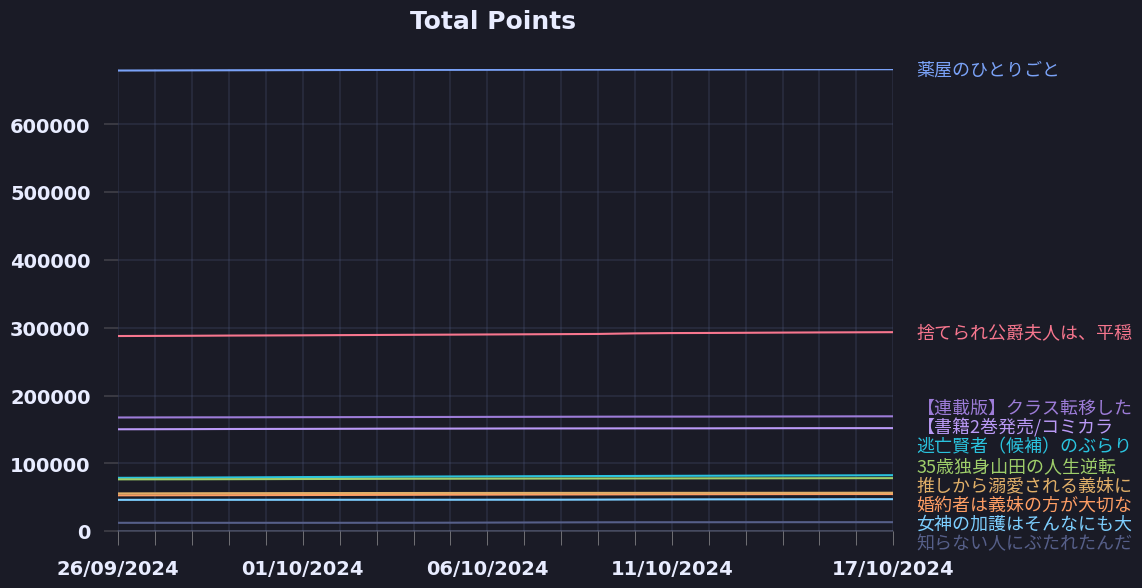 Total Points
薬屋のひとりごと
600000
500000
400000
300000
捨てられ公爵夫人は、平穏
200000
【連載版】クラス転移した
【書籍2巻発売/コミカラ
逃亡賢者（候補）のぶらり
100000
35歳独身山田の人生逆転
推しから溺愛される義妹に
婚約者は義妹の方が大切な
女神の加護はそんなにも大
0
知らない人にぶたれたんだ
26/09/2024
01/10/2024
06/10/2024
11/10/2024
17/10/2024